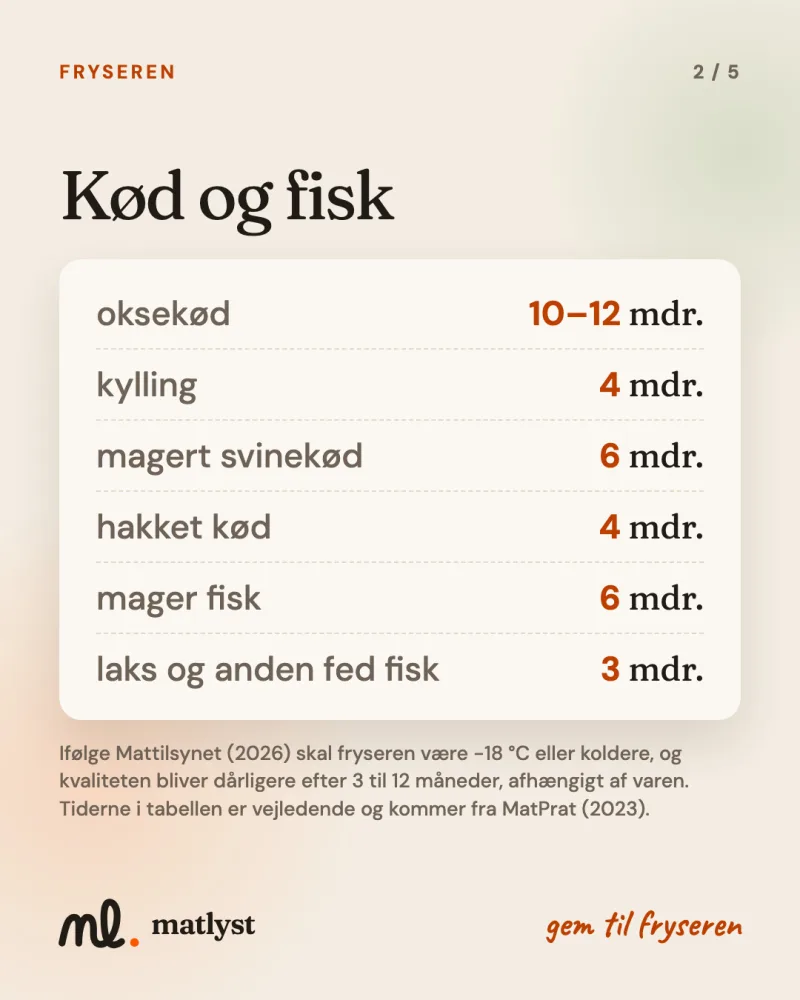 FRYSEREN
2 / 5
Kød og fisk
oksekød 10–12 mdr.
kylling 4 mdr.
magert svinekød 6 mdr.
hakket kød 4 mdr.
mager fisk 6 mdr.
laks og anden fed fisk 3 mdr.
Ifølge Mattilsynet (2026) skal fryseren være -18 °C eller koldere, og
kvaliteten bliver dårligere efter 3 til 12 måneder, afhængigt af varen.
Tiderne i tabellen er vejledende og kommer fra MatPrat (2023).
ml. matlyst
gem til fryseren